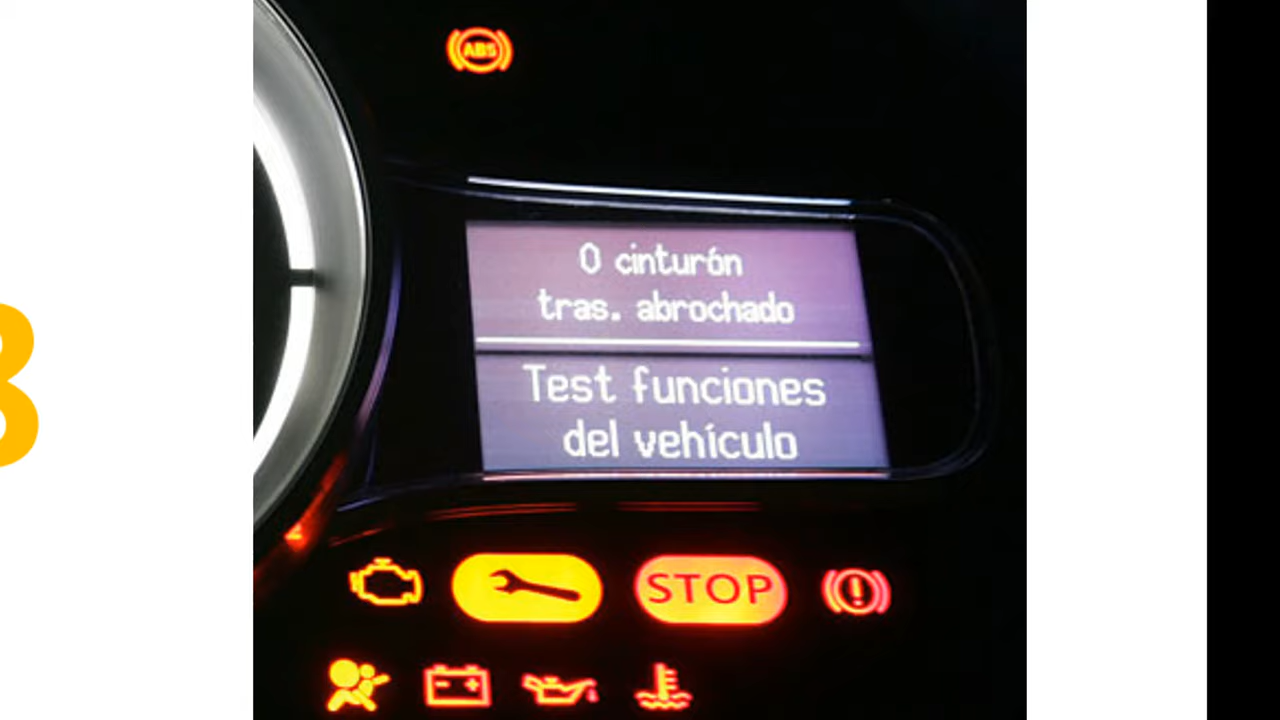 ABS
0 cinturón
tras. abrochado
Test funciones
del vehículo
STOP